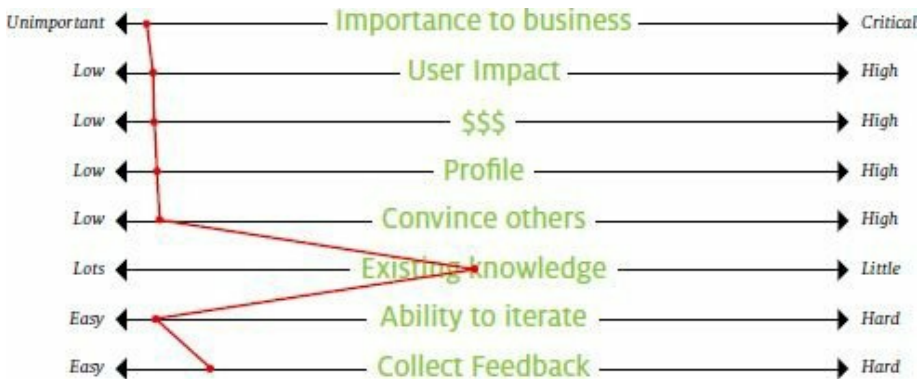 Unimportant Importance to business Critical
Low User Impact High
Low $$$ High
Low Profile High
Low Convince others High
Lots Existing knowledge Little
Easy Ability to iterate Hard
Easy Collect Feedback Hard